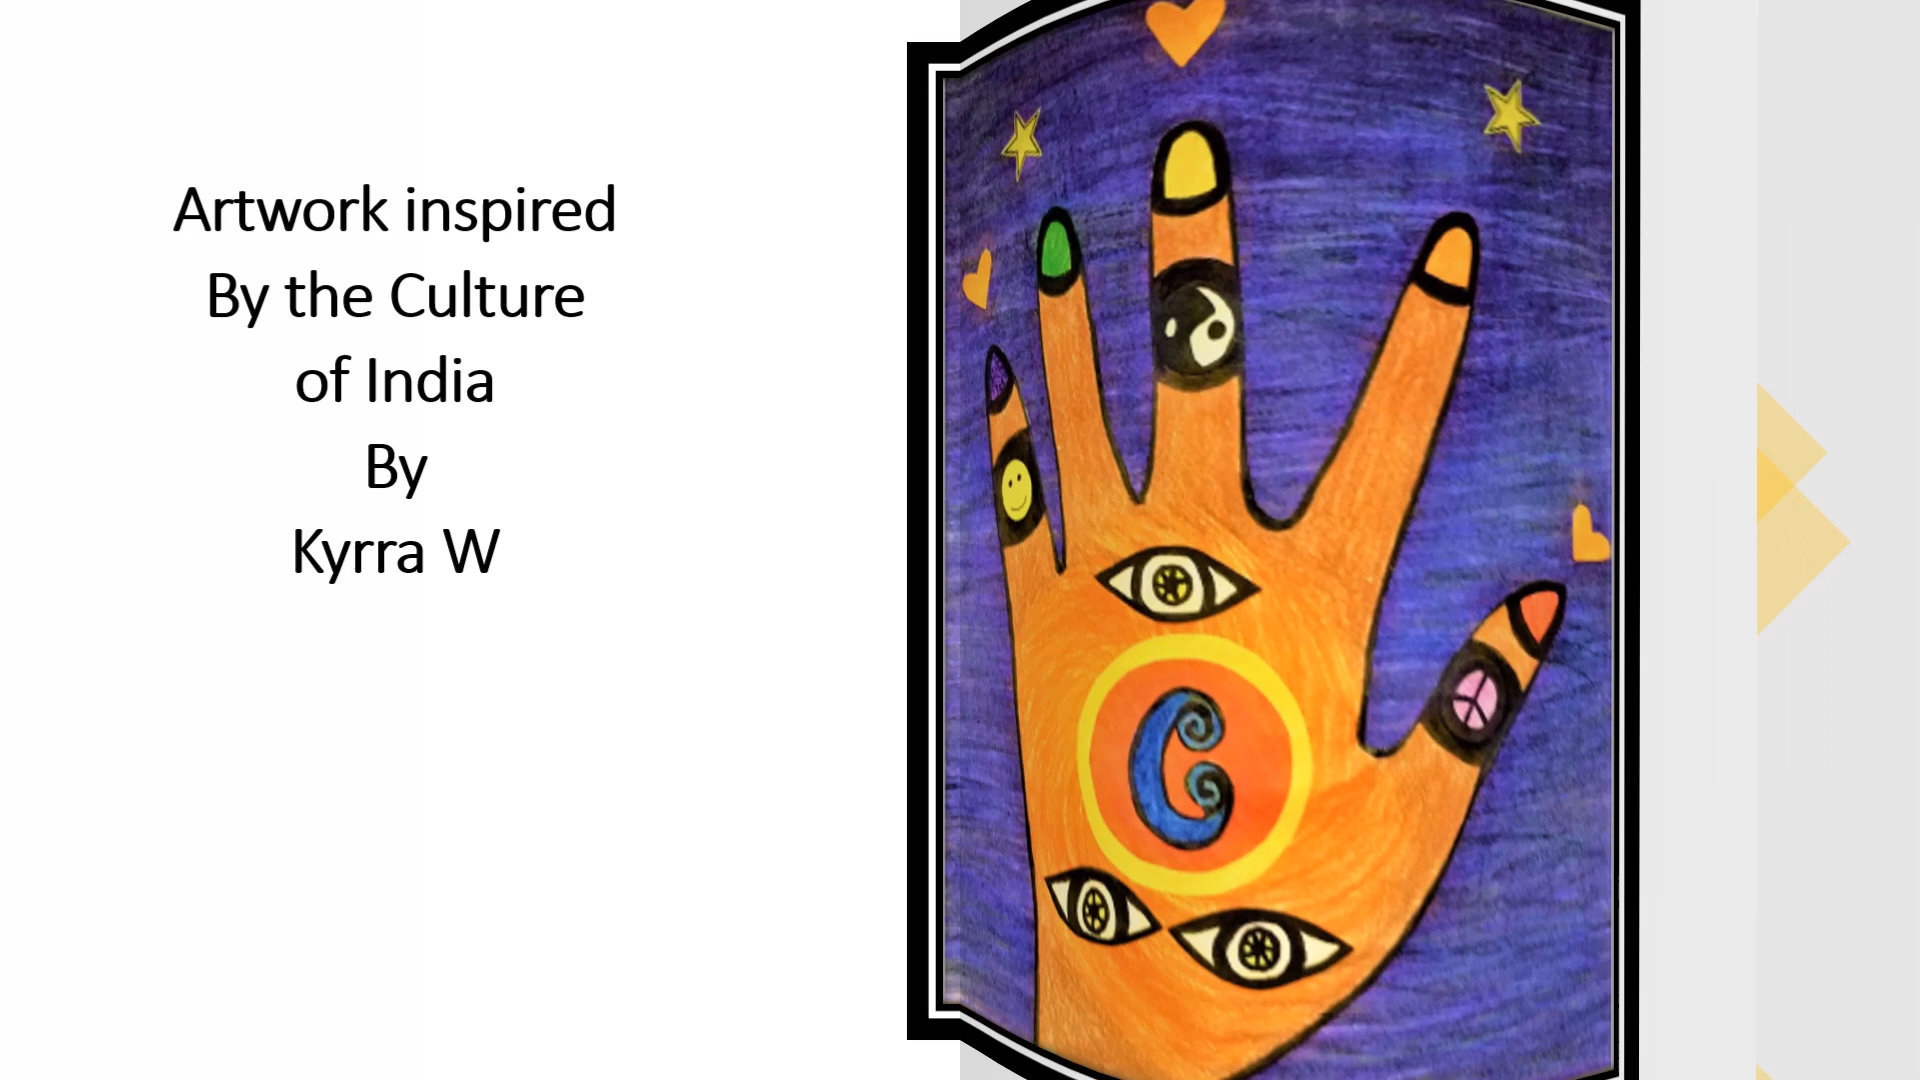 Artwork inspired
By the Culture
of India
By
Kyrra W